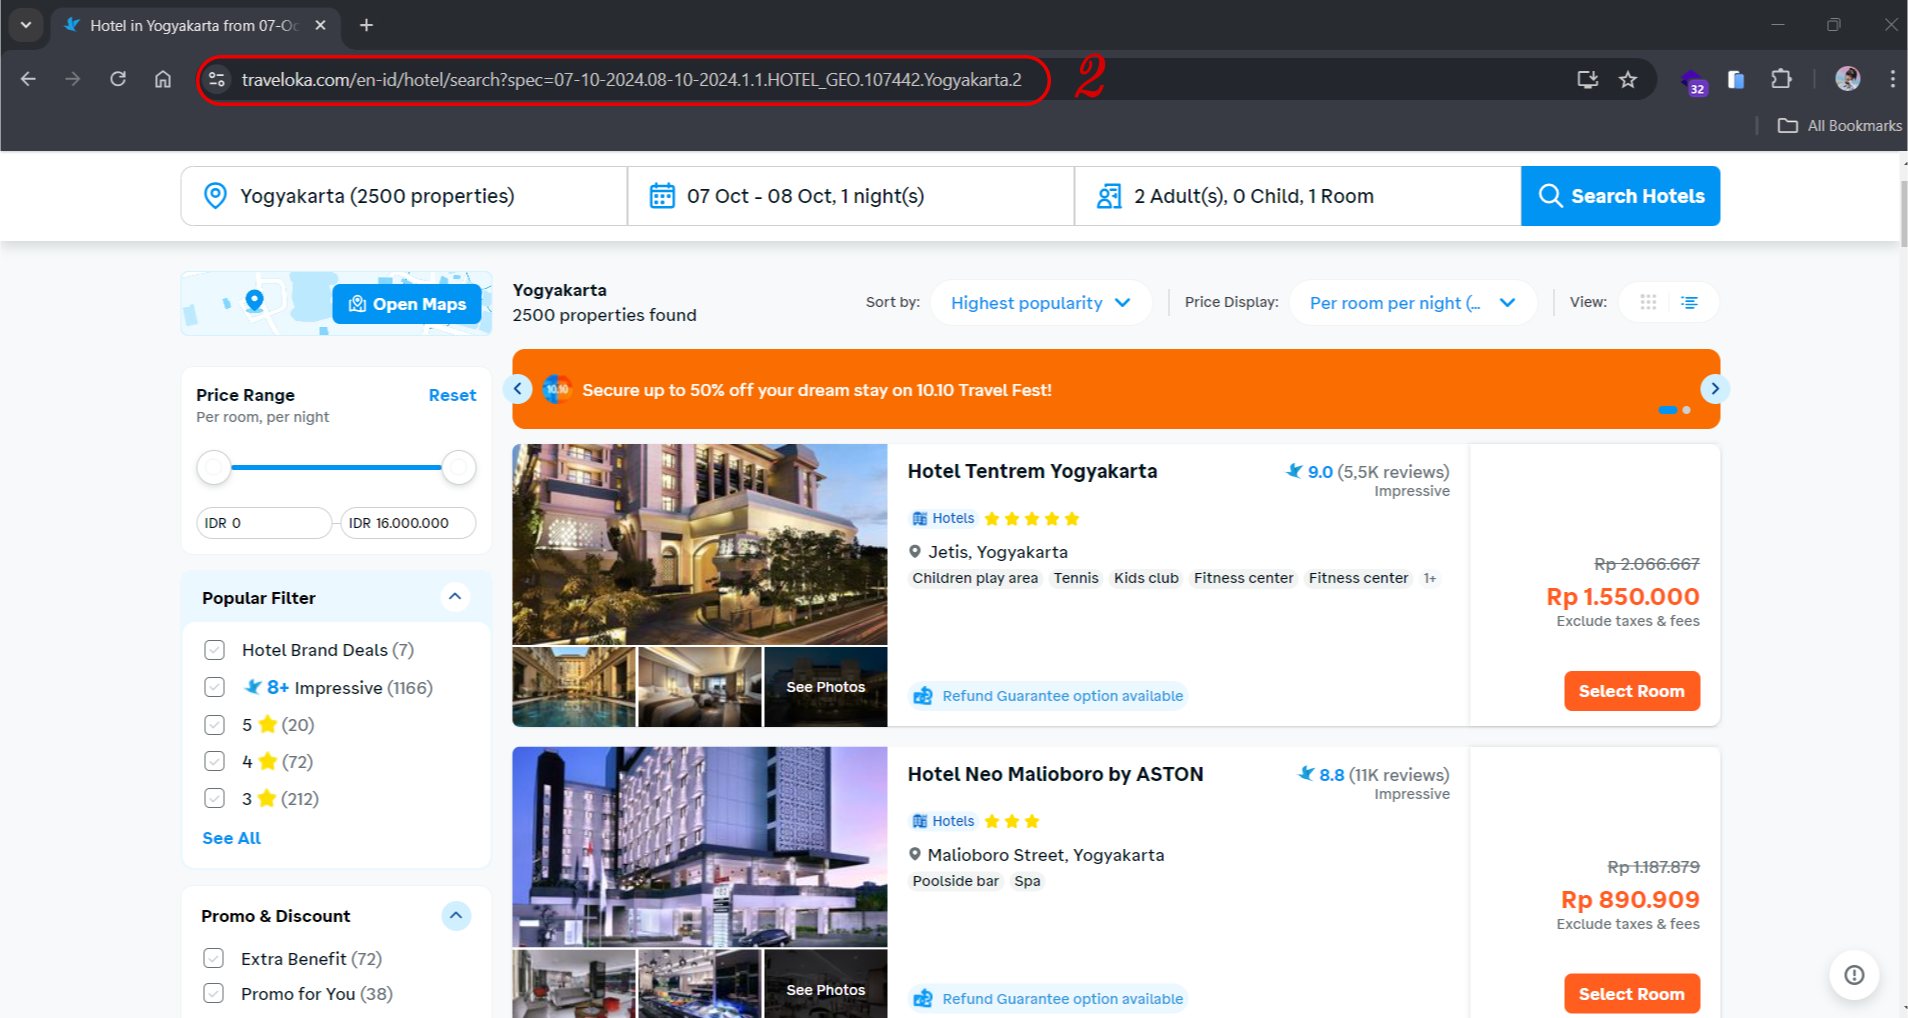 Hotel in Yogyakarta from 07-Oc
traveloka.com/en-id/hotel/search?spec=07-10-2024.08-10-2024.1.1.HOTEL_GEO.107442.Yogyakarta.2
2
32
All Bookmarks
Yogyakarta (2500 properties)
07 Oct - 08 Oct, 1 night(s)
2 Adult(s), 0 Child, 1 Room
Search Hotels
Open Maps
Yogyakarta
2500 properties found
Sort by:
Highest popularity
Price Display:
Per room per night (...
View:
Price Range
Reset
Per room, per night
IDR 0
IDR 16.000.000
Popular Filter
Hotel Brand Deals (7)
8+ Impressive (1166)
5 (20)
4 (72)
3 (212)
See All
Promo & Discount
Extra Benefit (72)
Promo for You (38)
10.10
Secure up to 50% off your dream stay on 10.10 Travel Fest!
See Photos
Hotel Tentrem Yogyakarta
9.0 (5,5K reviews)
Impressive
Hotels
Jetis, Yogyakarta
Children play area
Tennis
Kids club
Fitness center
Fitness center
1+
Refund Guarantee option available
Rp 2.066.667
Rp 1.550.000
Exclude taxes & fees
Select Room
See Photos
Hotel Neo Malioboro by ASTON
8.8 (11K reviews)
Impressive
Hotels
Malioboro Street, Yogyakarta
Poolside bar
Spa
Refund Guarantee option available
Rp 1.187.879
Rp 890.909
Exclude taxes & fees
Select Room